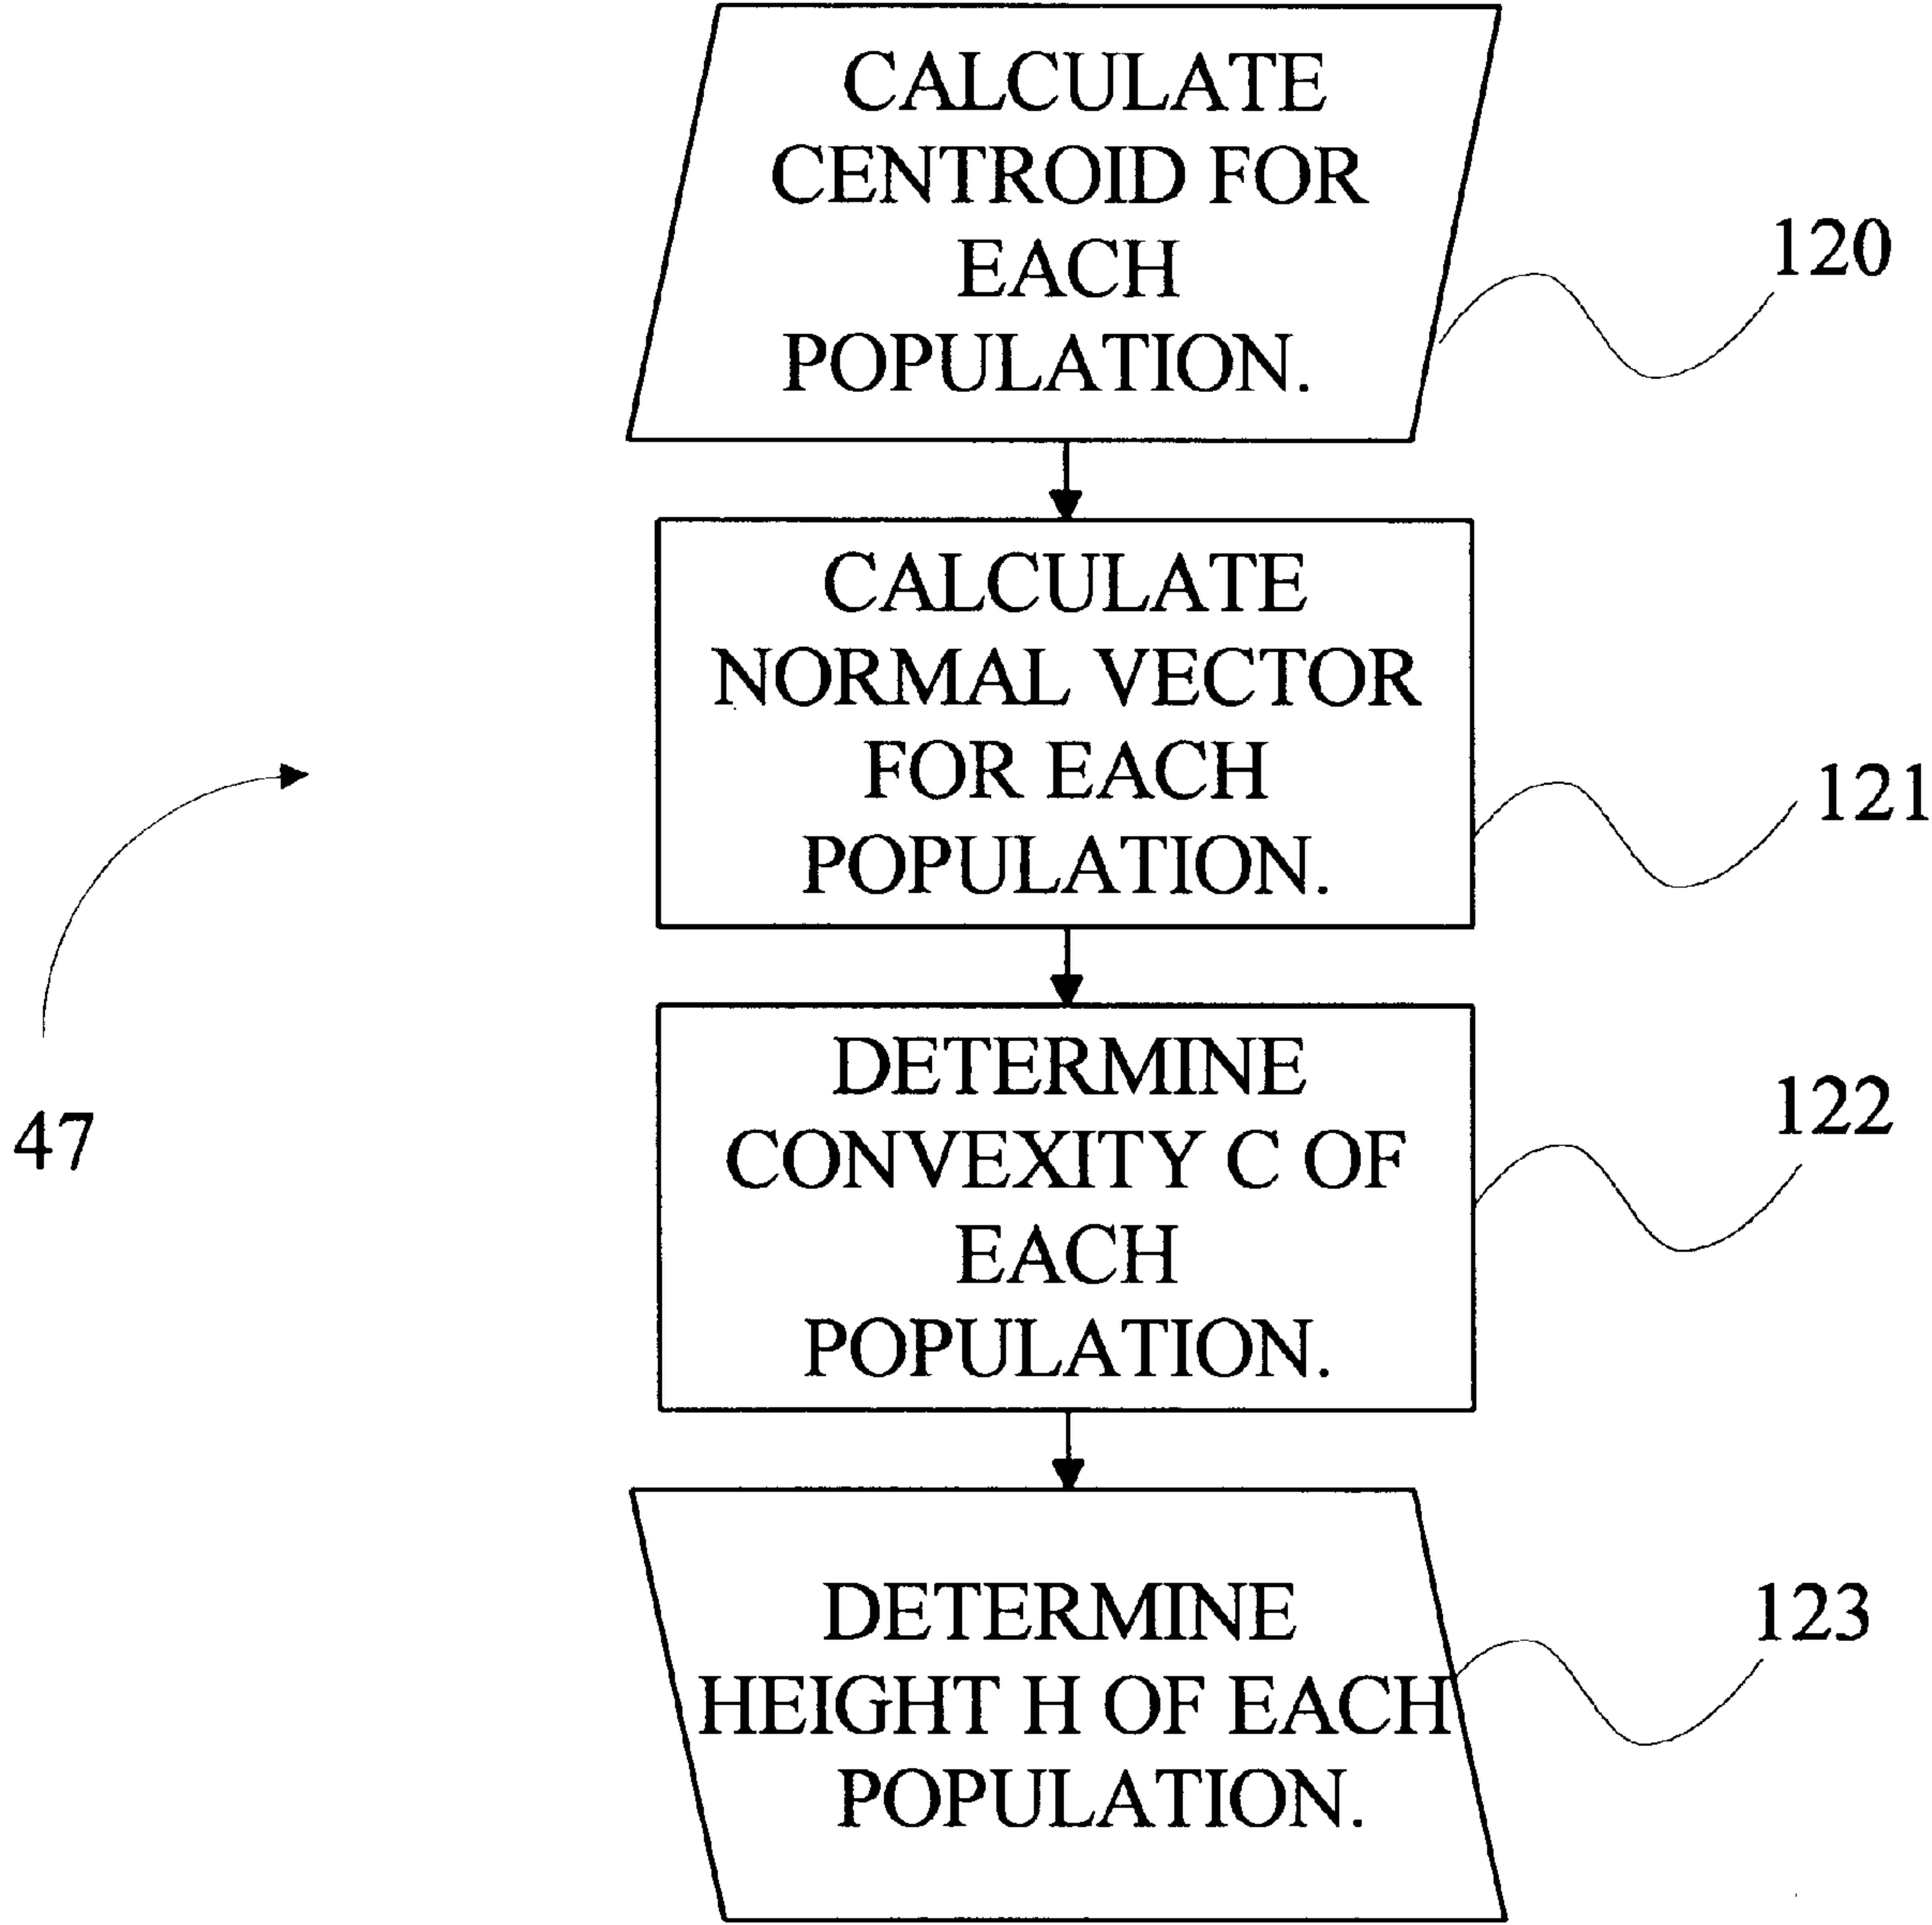 CALCULATE
CENTROID FOR
EACH
POPULATION.
120
CALCULATE
NORMAL VECTOR
FOR EACH
POPULATION.
121
47
DETERMINE
CONVEXITY C OF
EACH
POPULATION.
122
DETERMINE
HEIGHT H OF EACH
POPULATION.
123